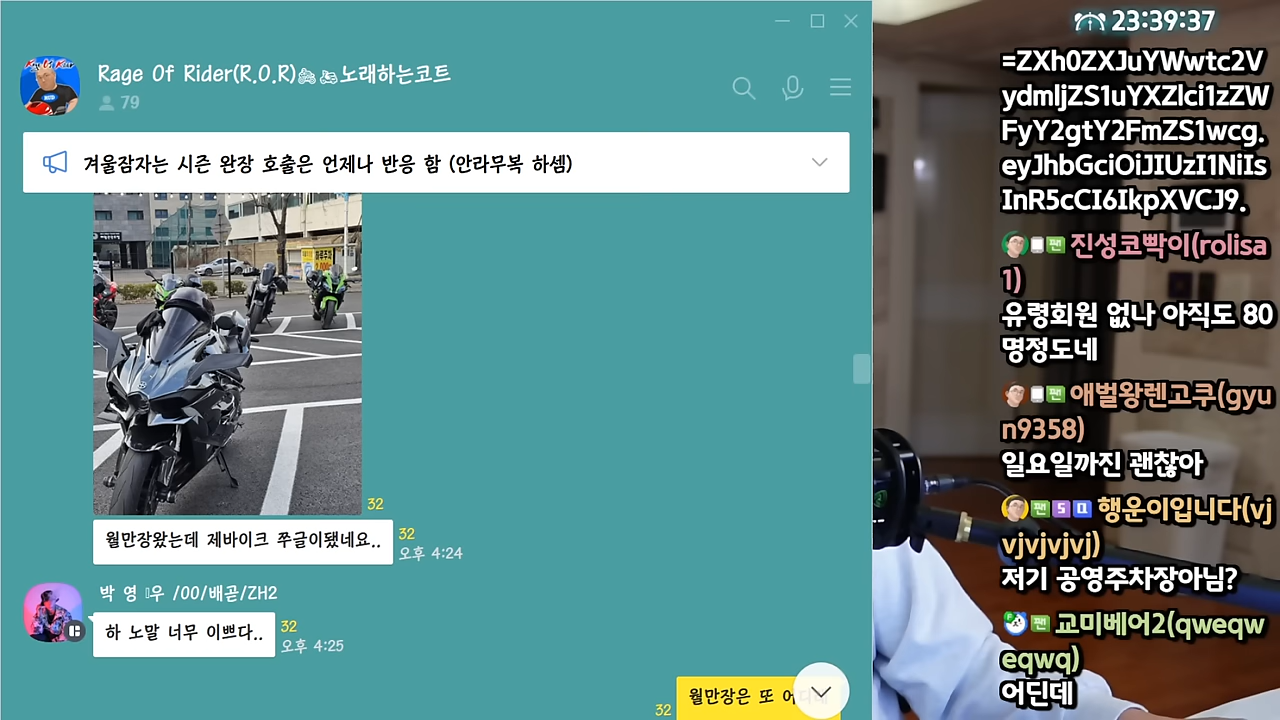 Rage Of Rider(R.O.R)🏍🛵노래하는코트
79
겨울잠자는 시즌 완장 호출은 언제나 반응 함 (안라무복 하셈)
32
월만장왔는데 제바이크 쭈글이됐네요..
32
오후 4:24
박 영 우 /00/배곧/ZH2
하 노말 너무 이쁘다..
32
오후 4:25
월만장은 또
32
23:39:37
=ZXh0ZXJuYWwtc2V
ydmljZS1uYXZlci1zZW
FyY2gtY2FmZS1wcg.
eyJhbGciOiJIUzI1NiIs
InR5cCI6IkpXVCJ9.
팬 진성코빡이(rolisa
1)
유령회원 없나 아직도 80
명정도네
팬 애벌왕렌고쿠(gyu
n9358)
일요일까진 괜찮아
팬 S a 행운이입니다(vj
vjvjvjvj)
저기 공영주차장아님?
팬 교미베어2(qweqw
eqwq)
어딘데